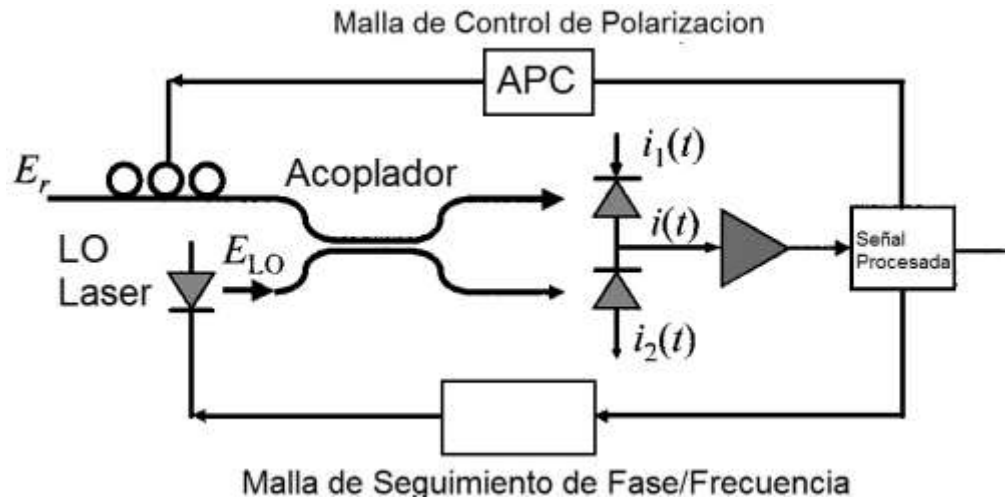 Malla de Control de Polarizacion
APC
E_r
Acoplador
i_1(t)
i(t)
LO
Laser
E_LO
Señal
Procesada
i_2(t)
Malla de Seguimiento de Fase/Frecuencia